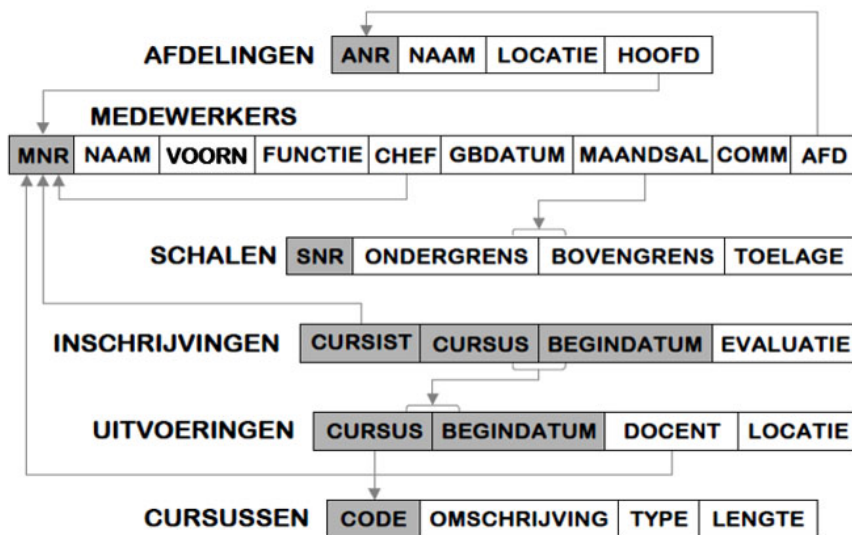 AFDELINGEN ANR NAAM LOCATIE HOOFD
MEDEWERKERS
MNR NAAM VOORN FUNCTIE CHEF GBDATUM MAANDSAL COMM AFD
SCHALEN SNR ONDERGRENS BOVENGRENS TOELAGE
INSCHRIJVINGEN CURSIST CURSUS BEGINDATUM EVALUATIE
UITVOERINGEN CURSUS BEGINDATUM DOCENT LOCATIE
CURSUSSEN CODE OMSCHRIJVING TYPE LENGTE